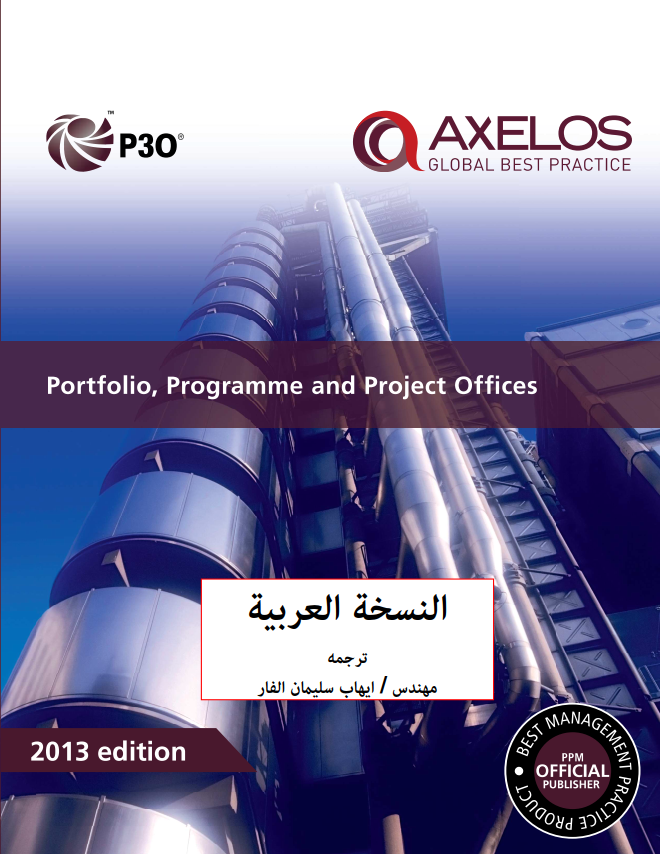 ™
P3O®
AXELOS
GLOBAL BEST PRACTICE
Portfolio, Programme and Project Offices
النسخة العربية
ترجمه
مهندس / ايهاب سليمان الفار
2013 edition
BEST MANAGEMENT PRACTICE PRODUCT
PPM
OFFICIAL
PUBLISHER